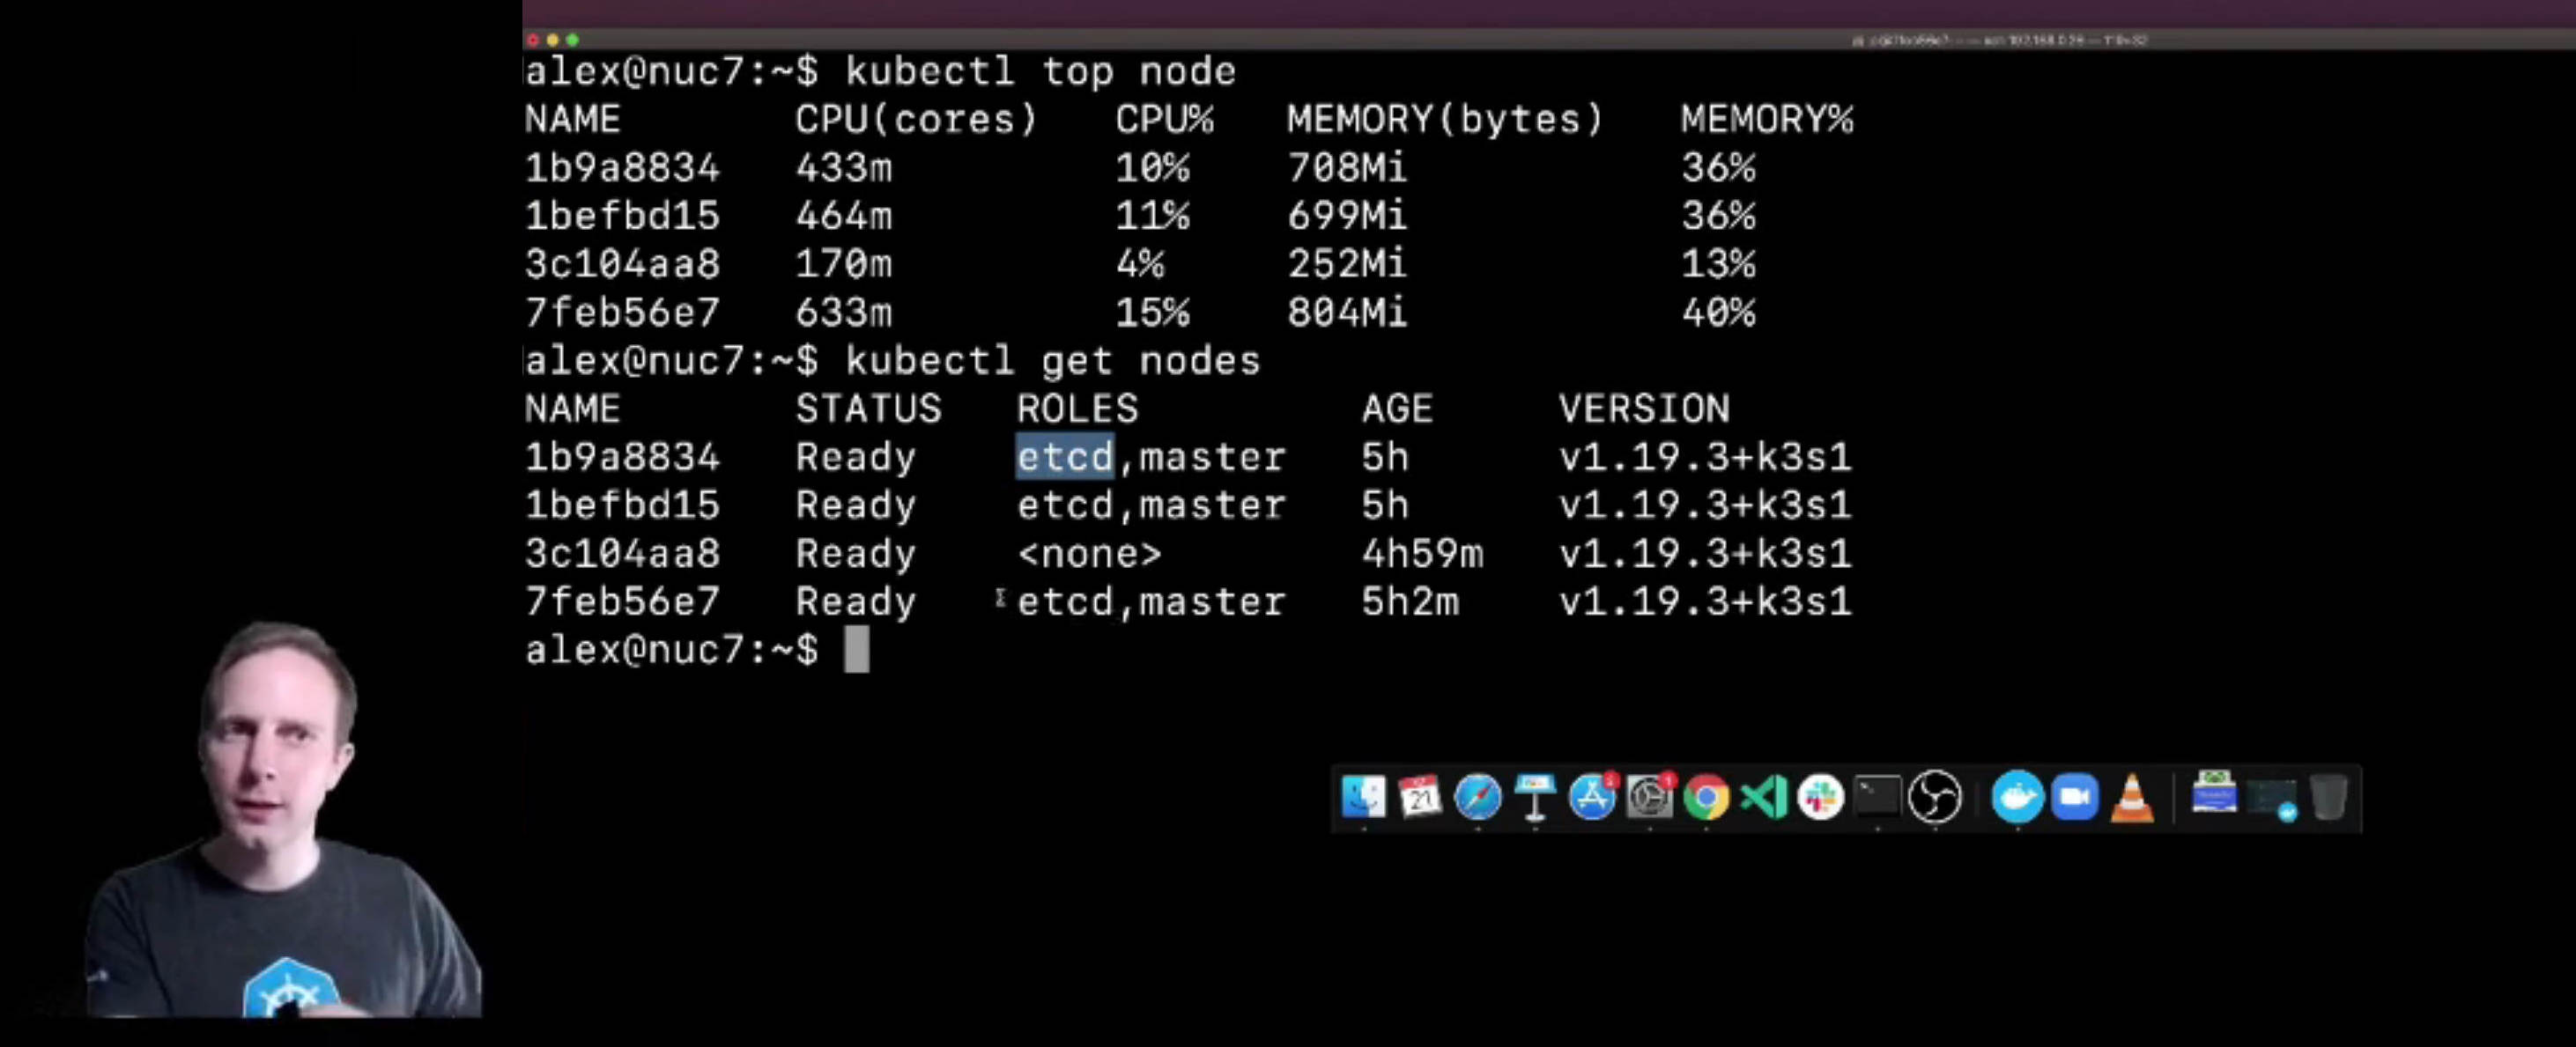 alex@nuc7:~$ kubectl top node
NAME CPU(cores) CPU% MEMORY(bytes) MEMORY%
1b9a8834 433m 10% 708Mi 36%
1befbd15 464m 11% 699Mi 36%
3c104aa8 170m 4% 252Mi 13%
7feb56e7 633m 15% 804Mi 40%
alex@nuc7:~$ kubectl get nodes
NAME STATUS ROLES AGE VERSION
1b9a8834 Ready etcd,master 5h v1.19.3+k3s1
1befbd15 Ready etcd,master 5h v1.19.3+k3s1
3c104aa8 Ready <none> 4h59m v1.19.3+k3s1
7feb56e7 Ready etcd,master 5h2m v1.19.3+k3s1
alex@nuc7:~$
21